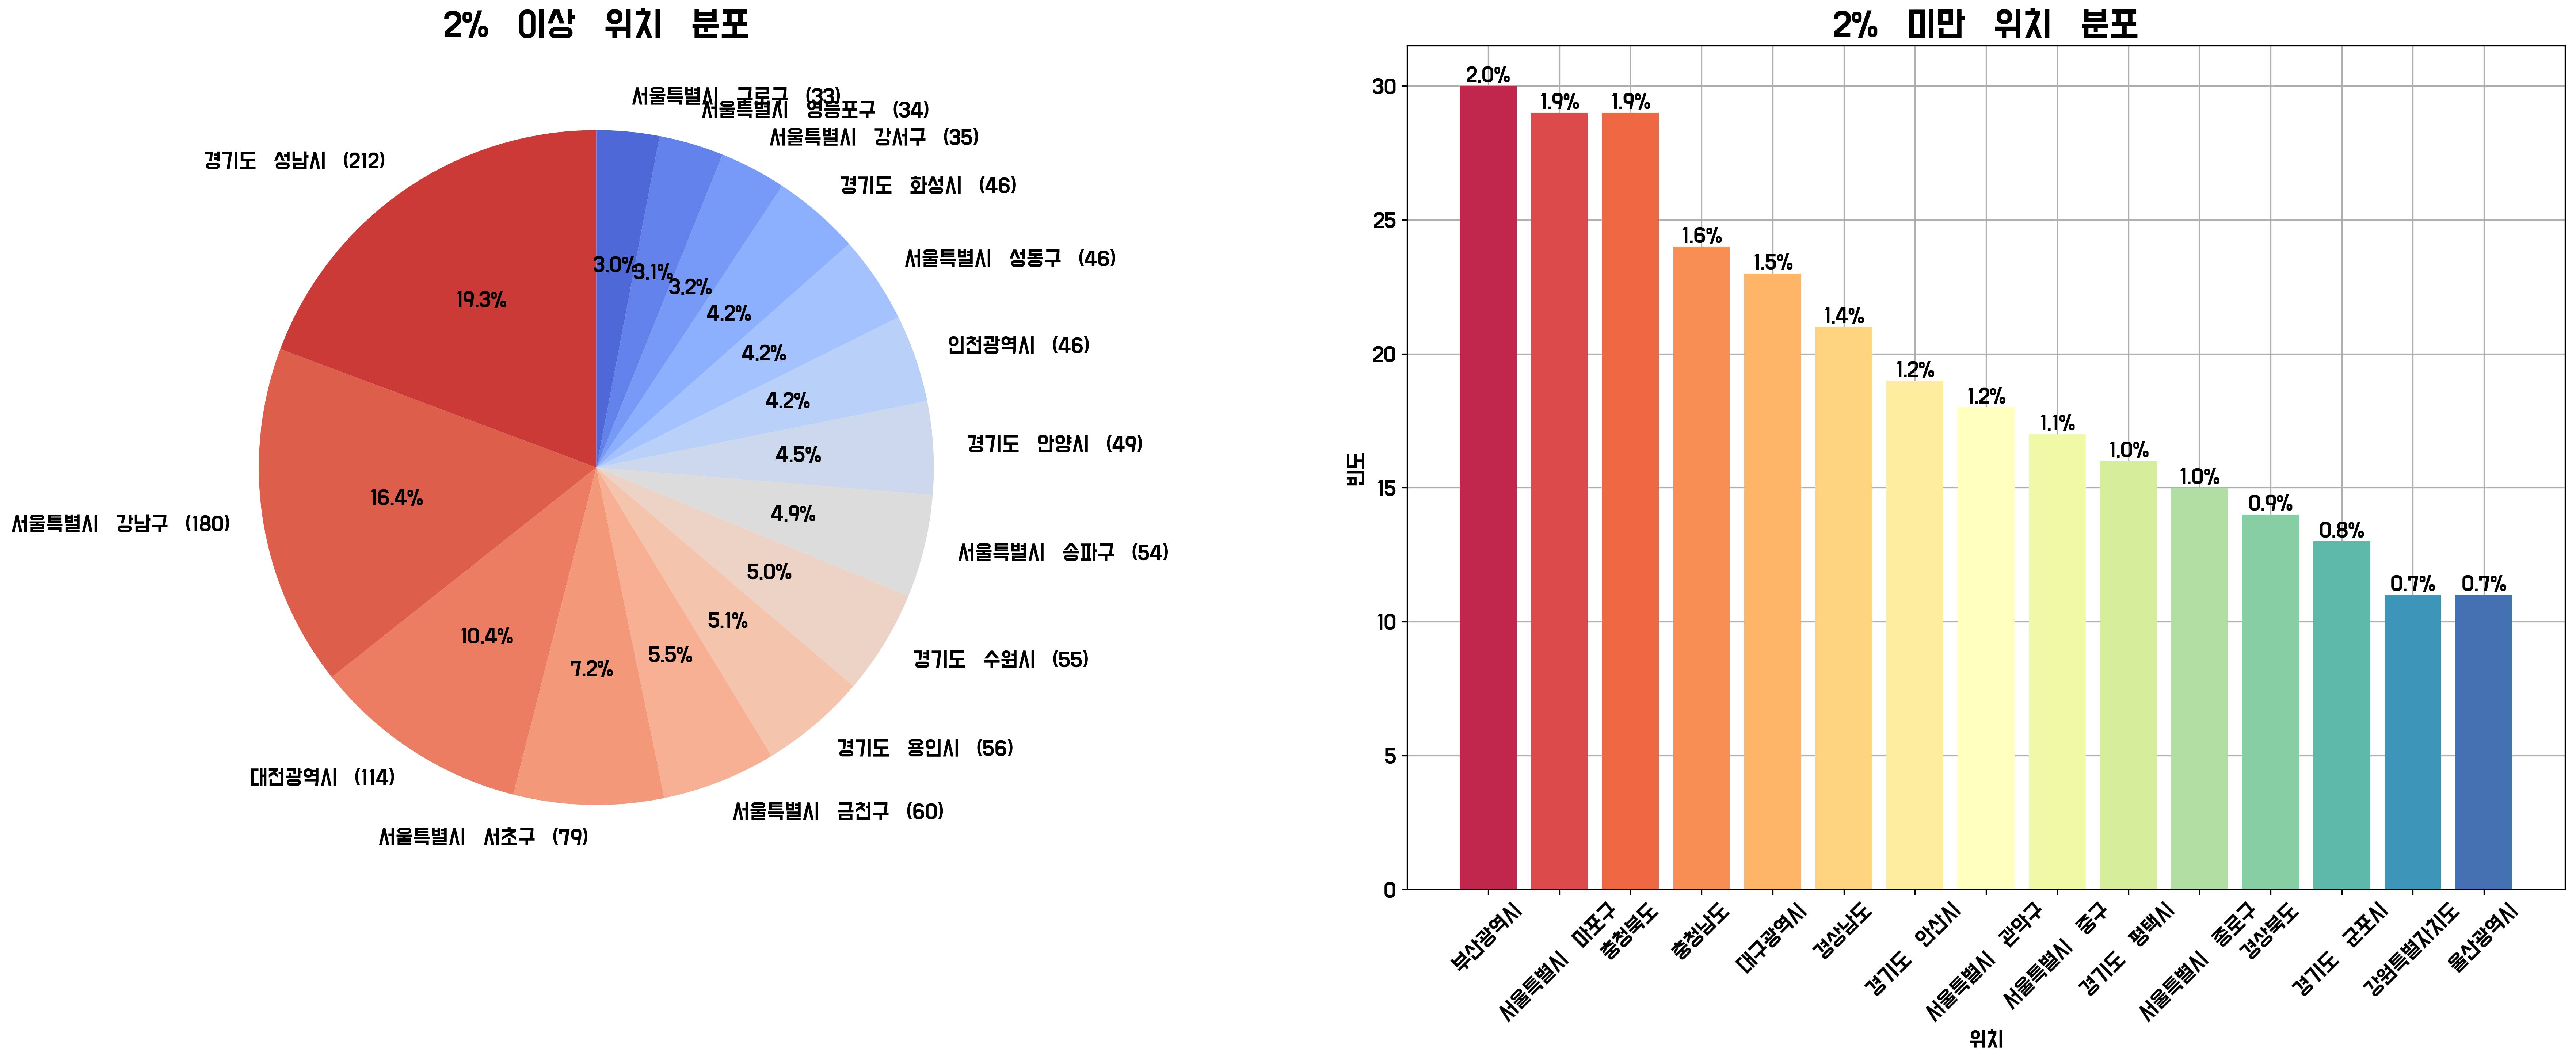 2% 이상 위치 분포
서울특별시 구로구 (33)
서울특별시 영등포구 (34)
서울특별시 강서구 (35)
경기도 화성시 (46)
서울특별시 성동구 (46)
인천광역시 (46)
경기도 안양시 (49)
서울특별시 송파구 (54)
경기도 수원시 (55)
경기도 용인시 (56)
서울특별시 금천구 (60)
서울특별시 서초구 (79)
대전광역시 (114)
서울특별시 강남구 (180)
경기도 성남시 (212)
3.0%
3.1%
3.2%
4.2%
4.2%
4.2%
4.5%
4.9%
5.0%
5.1%
5.5%
7.2%
10.4%
16.4%
19.3%
2% 미만 위치 분포
빈도
30
25
20
15
10
5
0
2.0%
1.9%
1.9%
1.6%
1.5%
1.4%
1.2%
1.2%
1.1%
1.0%
1.0%
0.9%
0.8%
0.7%
0.7%
부산광역시
서울특별시 마포구
충청북도
충청남도
대구광역시
경상남도
경기도 안산시
서울특별시 관악구
서울특별시 중구
경기도 평택시
서울특별시 종로구
경상북도
경기도 군포시
강원특별자치도
울산광역시
위치